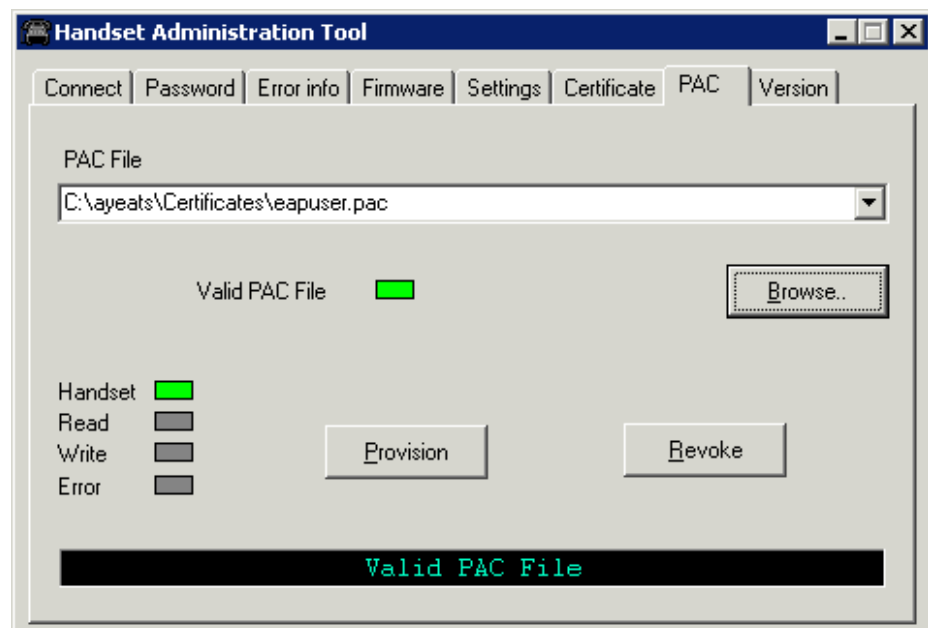 Handset Administration Tool
Connect Password Error info Firmware Settings Certificate PAC Version
PAC File
C:\ayeats\Certificates\eapuser.pac
Valid PAC File
Browse..
Handset
Read
Write
Error
Provision
Revoke
Valid PAC File